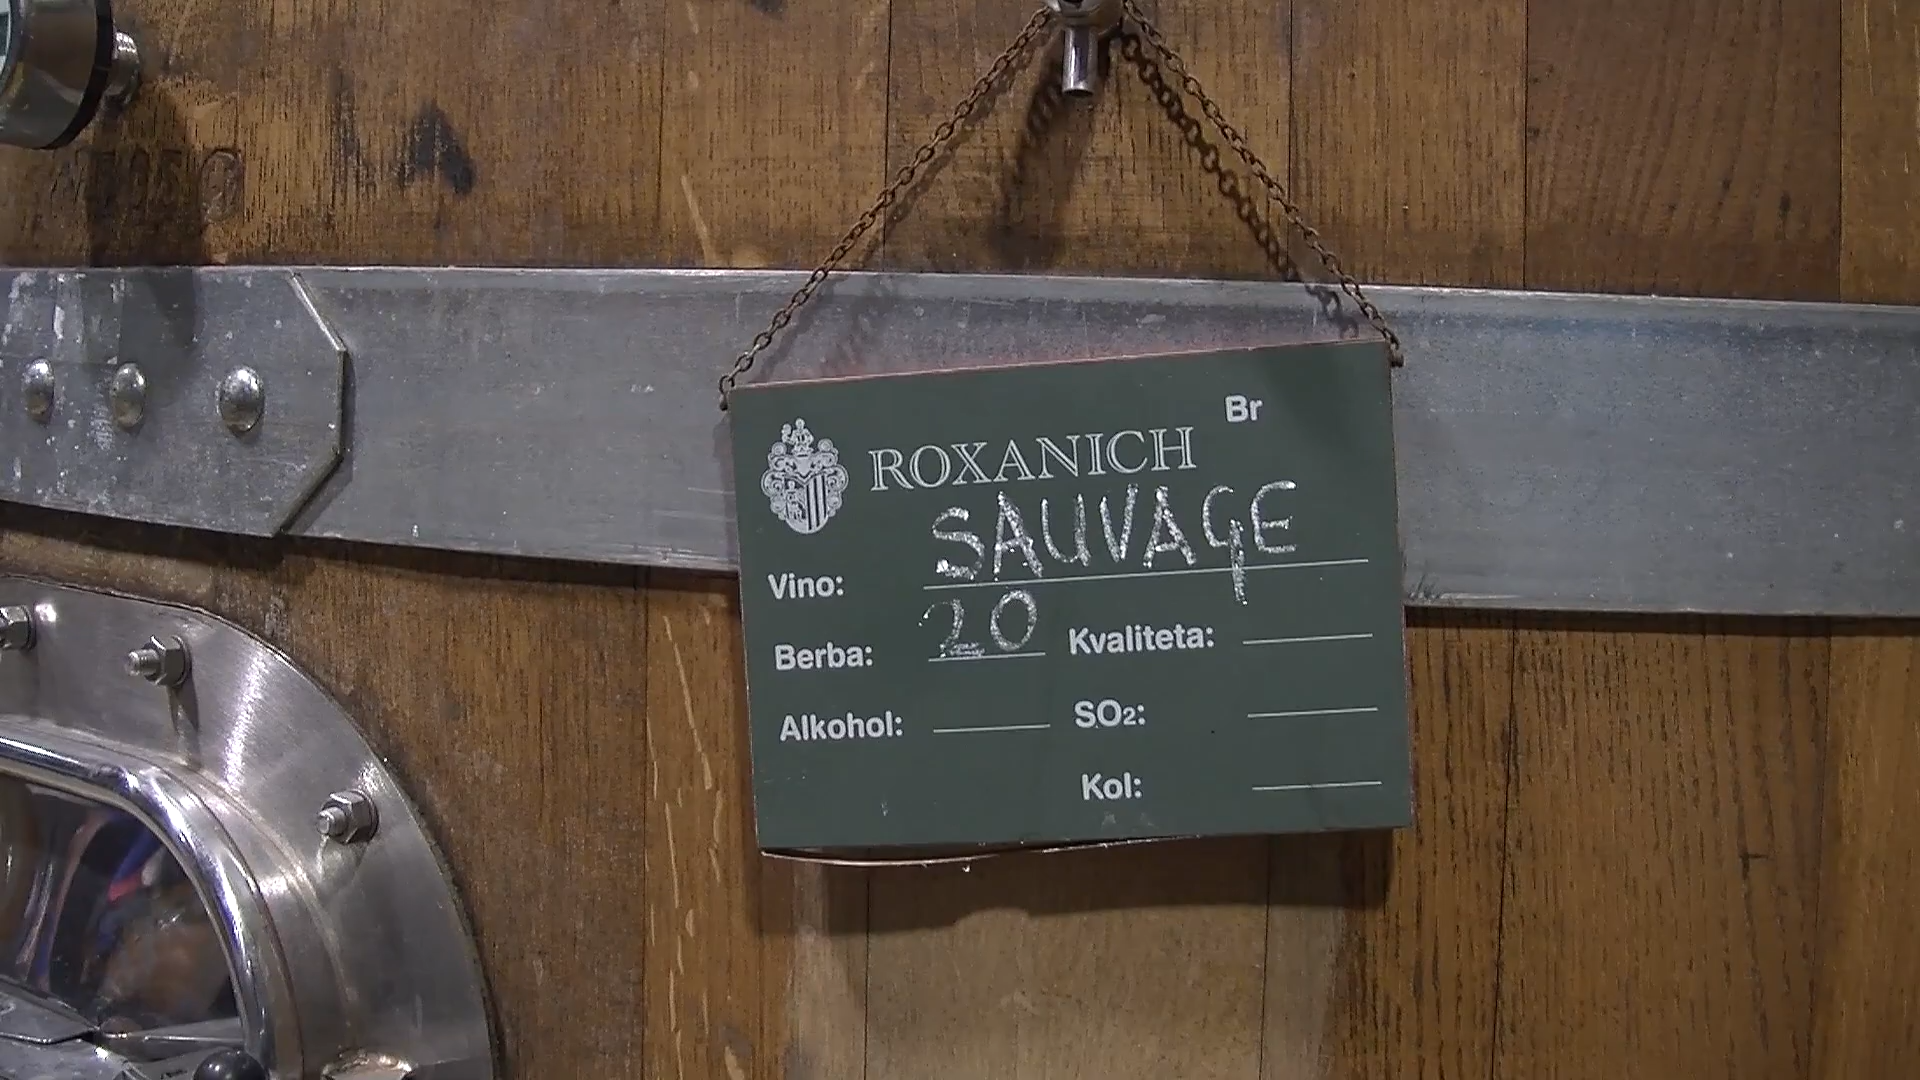 Br
ROXANICH
Vino: SAUVAGE
Berba: 20 Kvaliteta:
Alkohol: SO₂:
Kol: